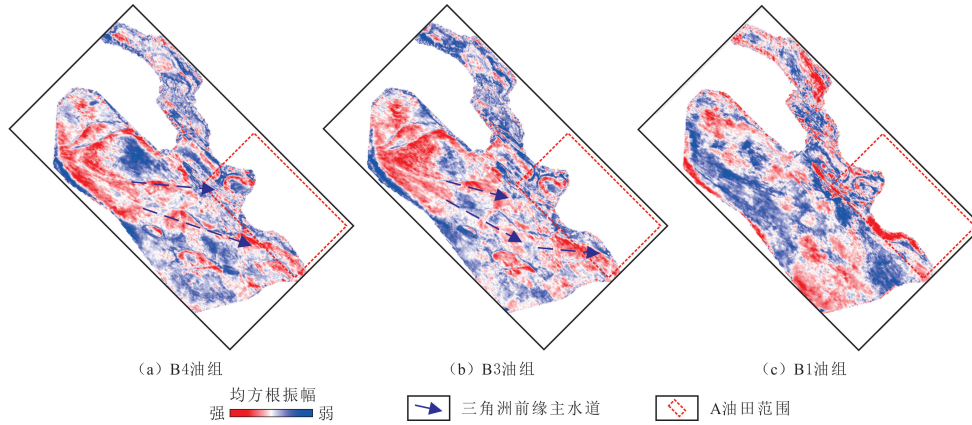 （a）B4油组
（b）B3油组
（c）B1油组
均方根振幅
强 弱
三角洲前缘主水道
A油田范围